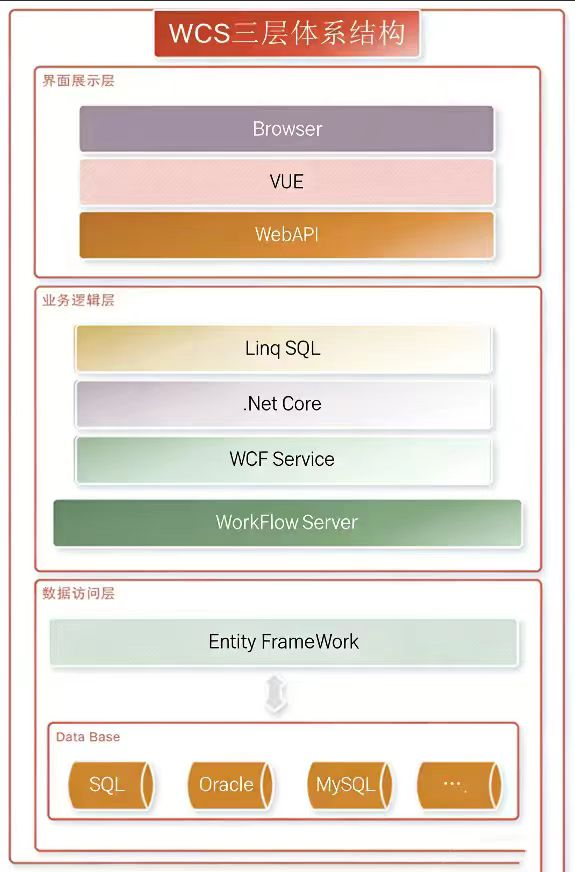 WCS三层体系结构
界面展示层
Browser
VUE
WebAPI
业务逻辑层
Linq SQL
.Net Core
WCF Service
WorkFlow Server
数据访问层
Entity FrameWork
Data Base
SQL Oracle MySQL ....